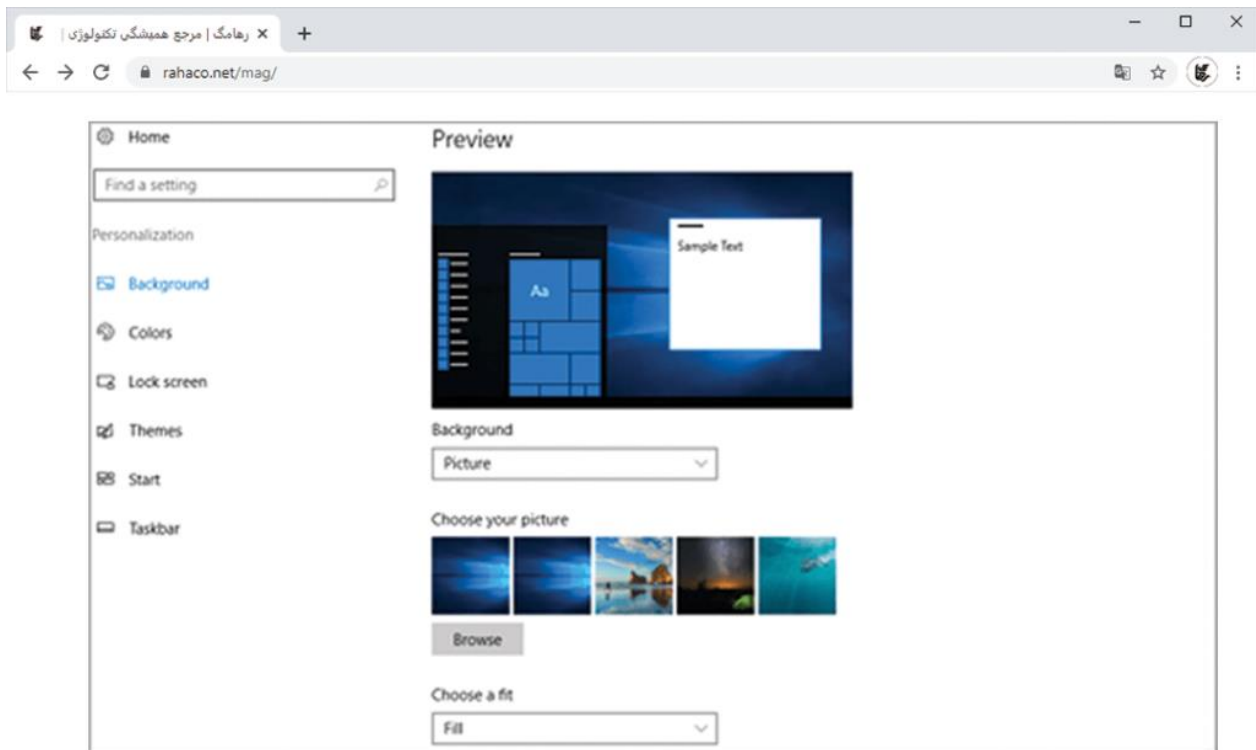 رهامگ | مرجع همیشگی تکنولوژی |
rahaco.net/mag/
Home
Find a setting
Personalization
Background
Colors
Lock screen
Themes
Start
Taskbar
Preview
Sample Text
Aa
Background
Picture
Choose your picture
Browse
Choose a fit
Fill